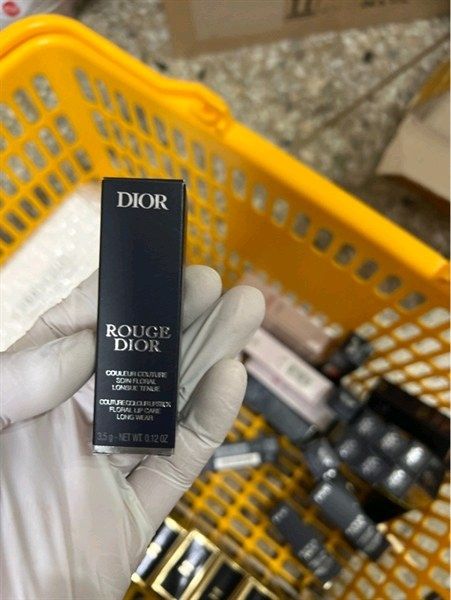 DIOR
ROUGE
DIOR
COULEUR COUTURE
SOIN FLORAL
LONGUE TENUE
COUTURE COLOUR LIPSTICK
FLORAL LIP CARE
LONG WEAR
3.5 g - NET WT. 0.12 OZ